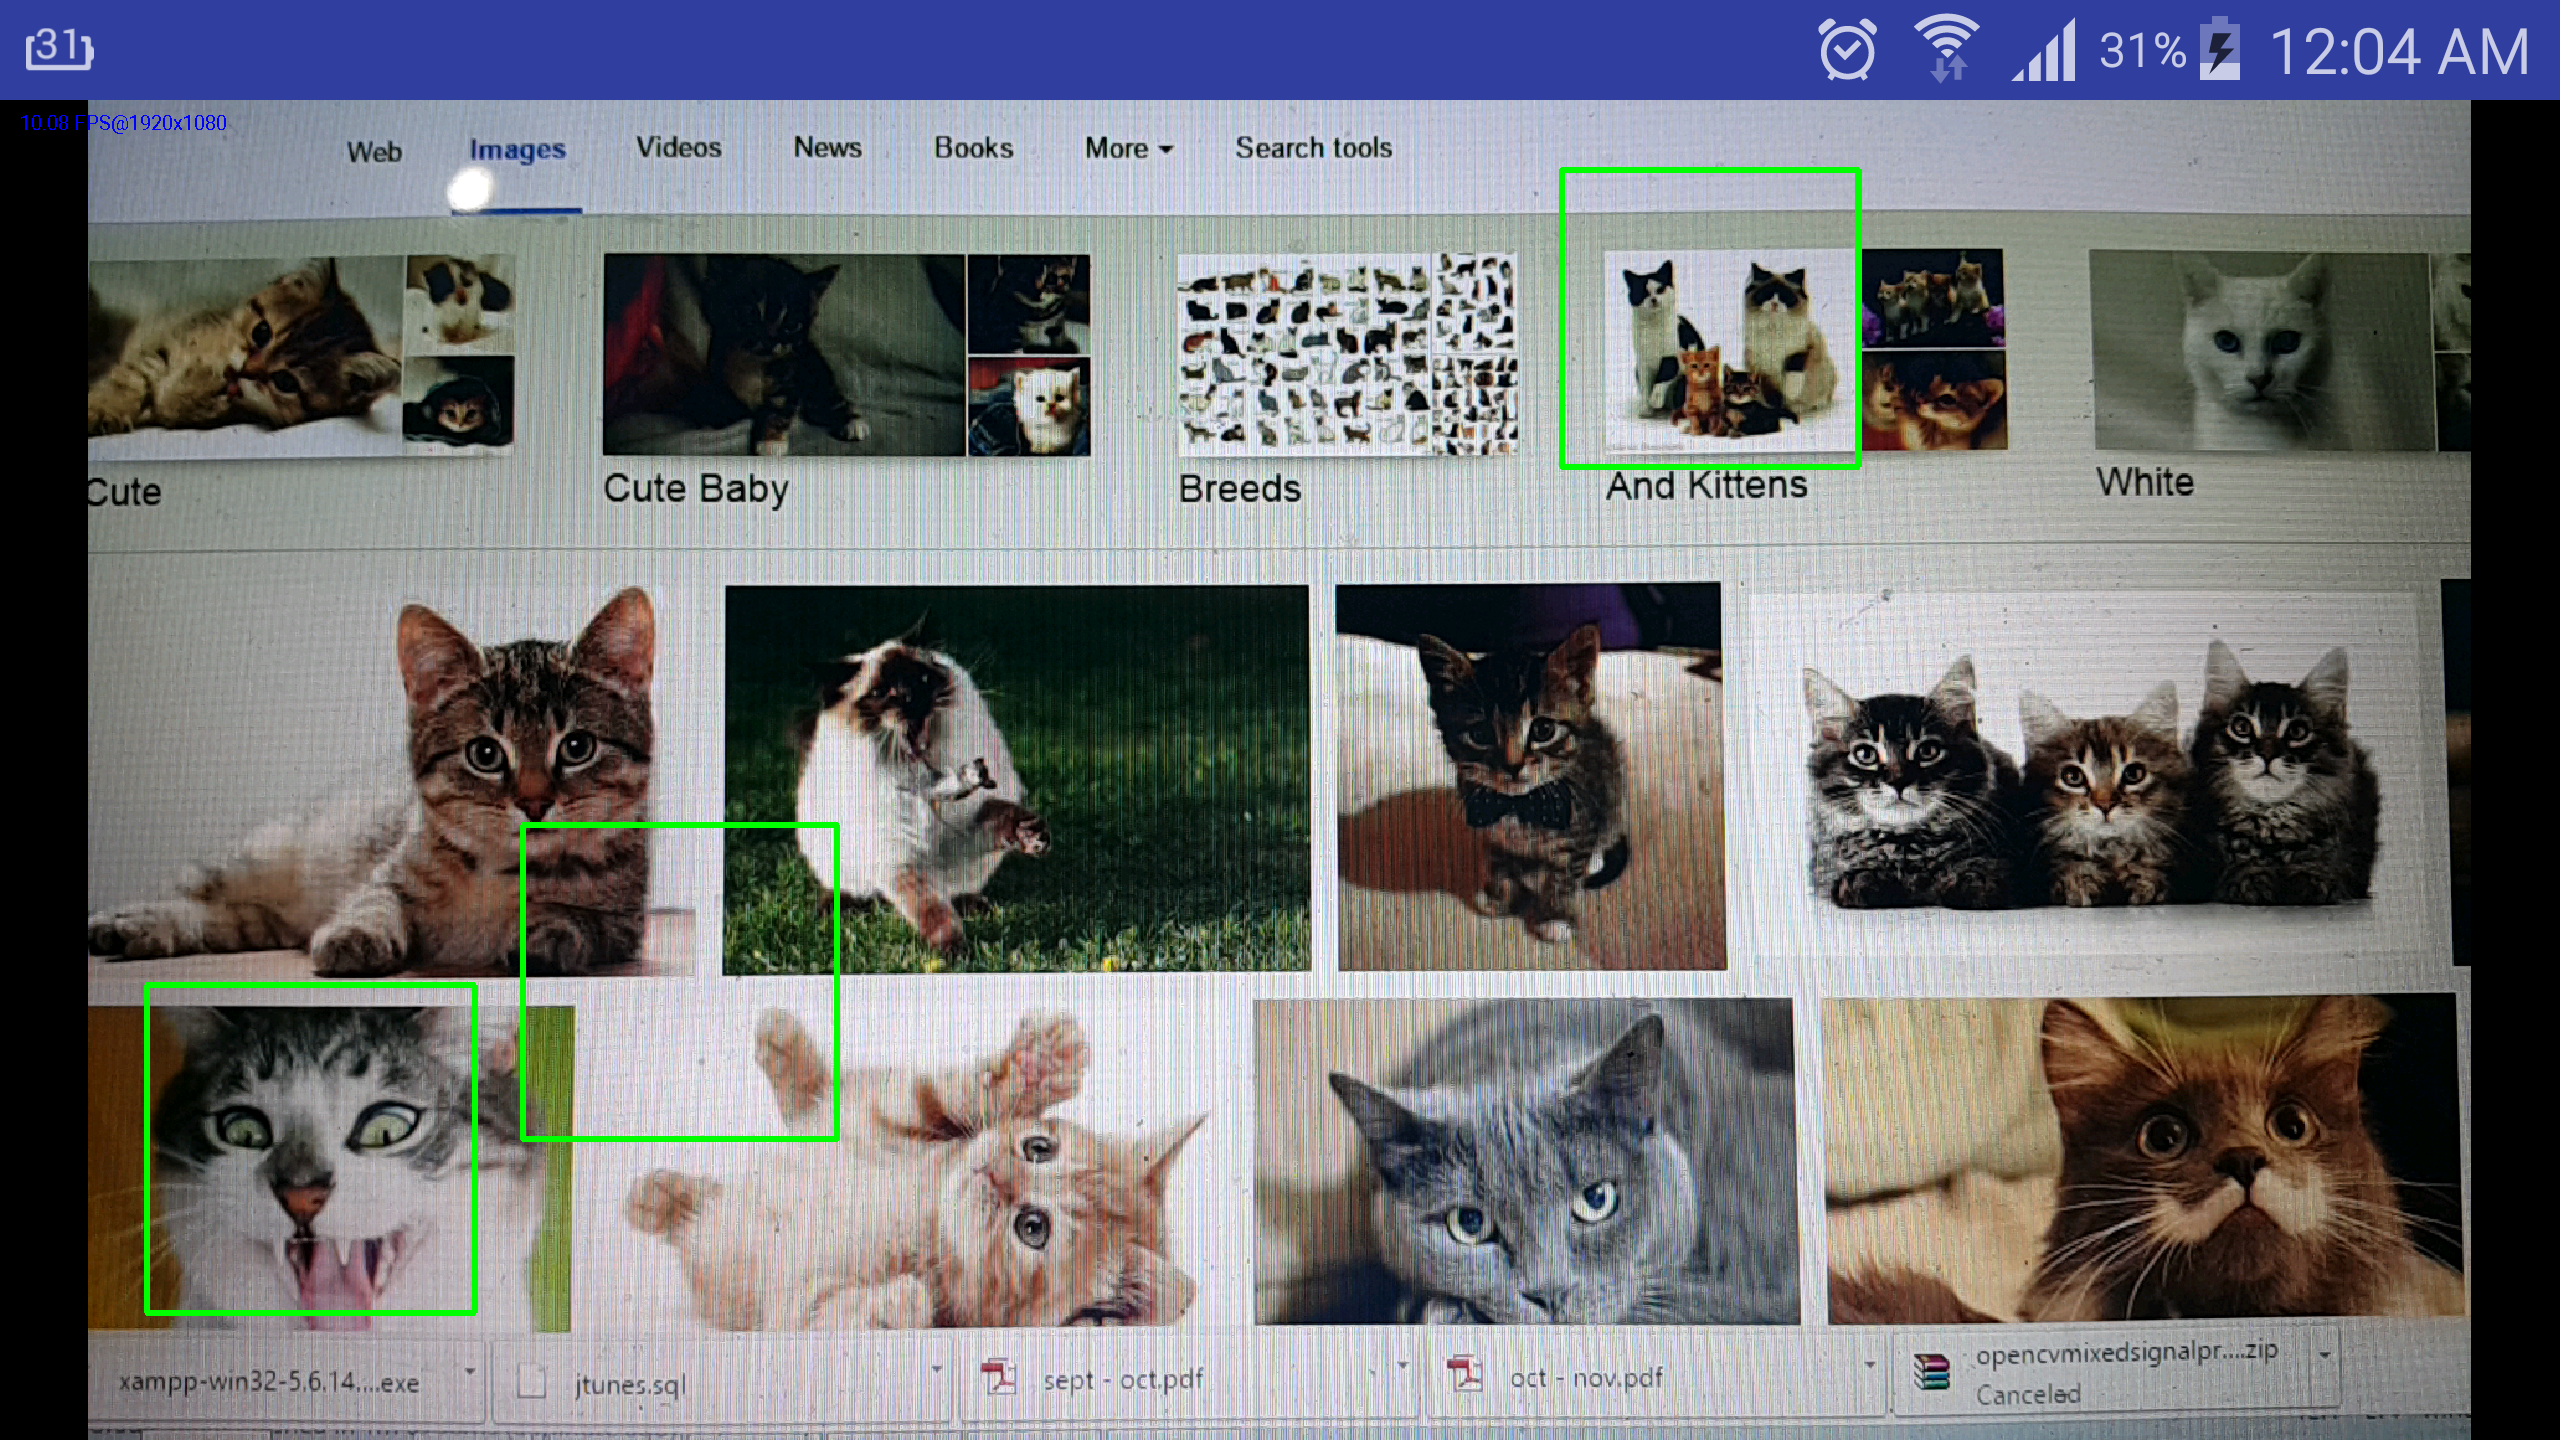 31
31%
12:04 AM
10.08 FPS@1920x1080
Web
Images
Videos
News
Books
More
Search tools
Cute
Cute Baby
Breeds
And Kittens
White
xampp-win32-5.6.14....exe
jtunes.sql
sept - oct.pdf
oct - nov.pdf
opencvmixedsignalpr....zip
Canceled